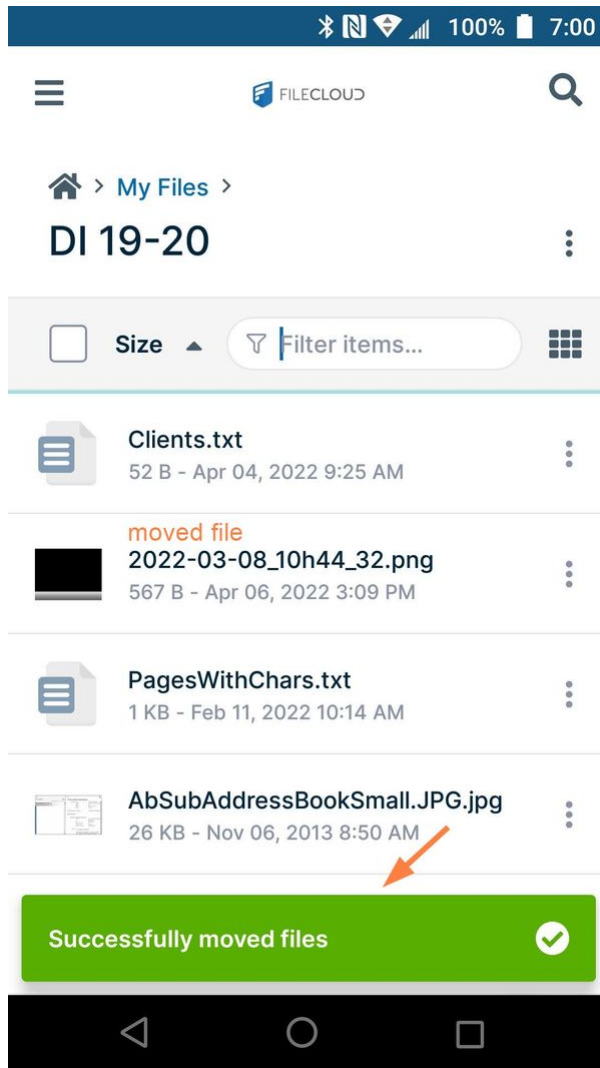 100% 7:00
FILECLOUD
> My Files >
DI 19-20
Size Filter items...
Clients.txt
52 B - Apr 04, 2022 9:25 AM
moved file
2022-03-08_10h44_32.png
567 B - Apr 06, 2022 3:09 PM
PagesWithChars.txt
1 KB - Feb 11, 2022 10:14 AM
AbSubAddressBookSmall.JPG.jpg
26 KB - Nov 06, 2013 8:50 AM
Successfully moved files